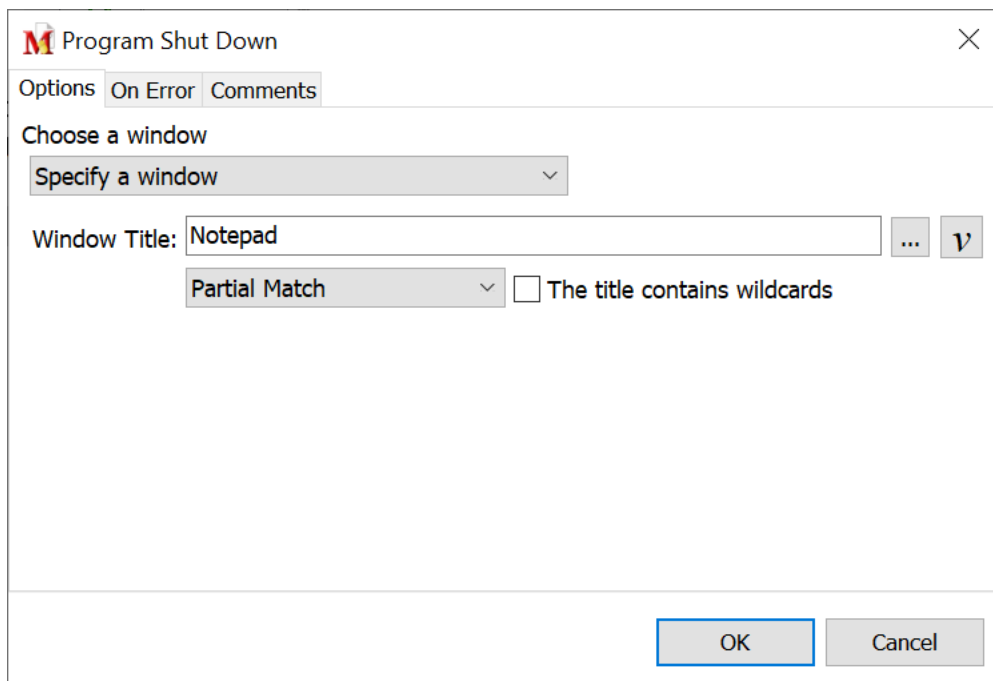 Program Shut Down
Options On Error Comments
Choose a window
Specify a window
Window Title: Notepad ... v
Partial Match The title contains wildcards
OK Cancel